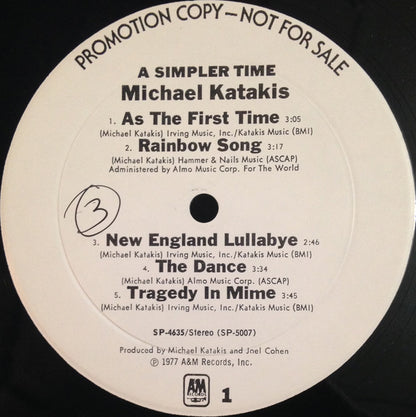 PROMOTION COPY — NOT FOR SALE
A SIMPLER TIME
Michael Katakis
1. As The First Time 3:05
(Michael Katakis) Irving Music, Inc./Katakis Music (BMI)
2. Rainbow Song 3:17
(Michael Katakis) Hammer & Nails Music (ASCAP)
Administered by Almo Music Corp. For The World
3
3. New England Lullabye 2:46
(Michael Katakis) Irving Music, Inc./Katakis Music (BMI)
4. The Dance 3:34
(Michael Katakis) Almo Music Corp. (ASCAP)
5. Tragedy In Mime 3:45
(Michael Katakis) Irving Music, Inc./Katakis Music (BMI)
SP-4635/Stereo (SP-5007)
Produced by Michael Katakis and Joel Cohen
℗ 1977 A&M Records, Inc.
A&M
RECORDS
1